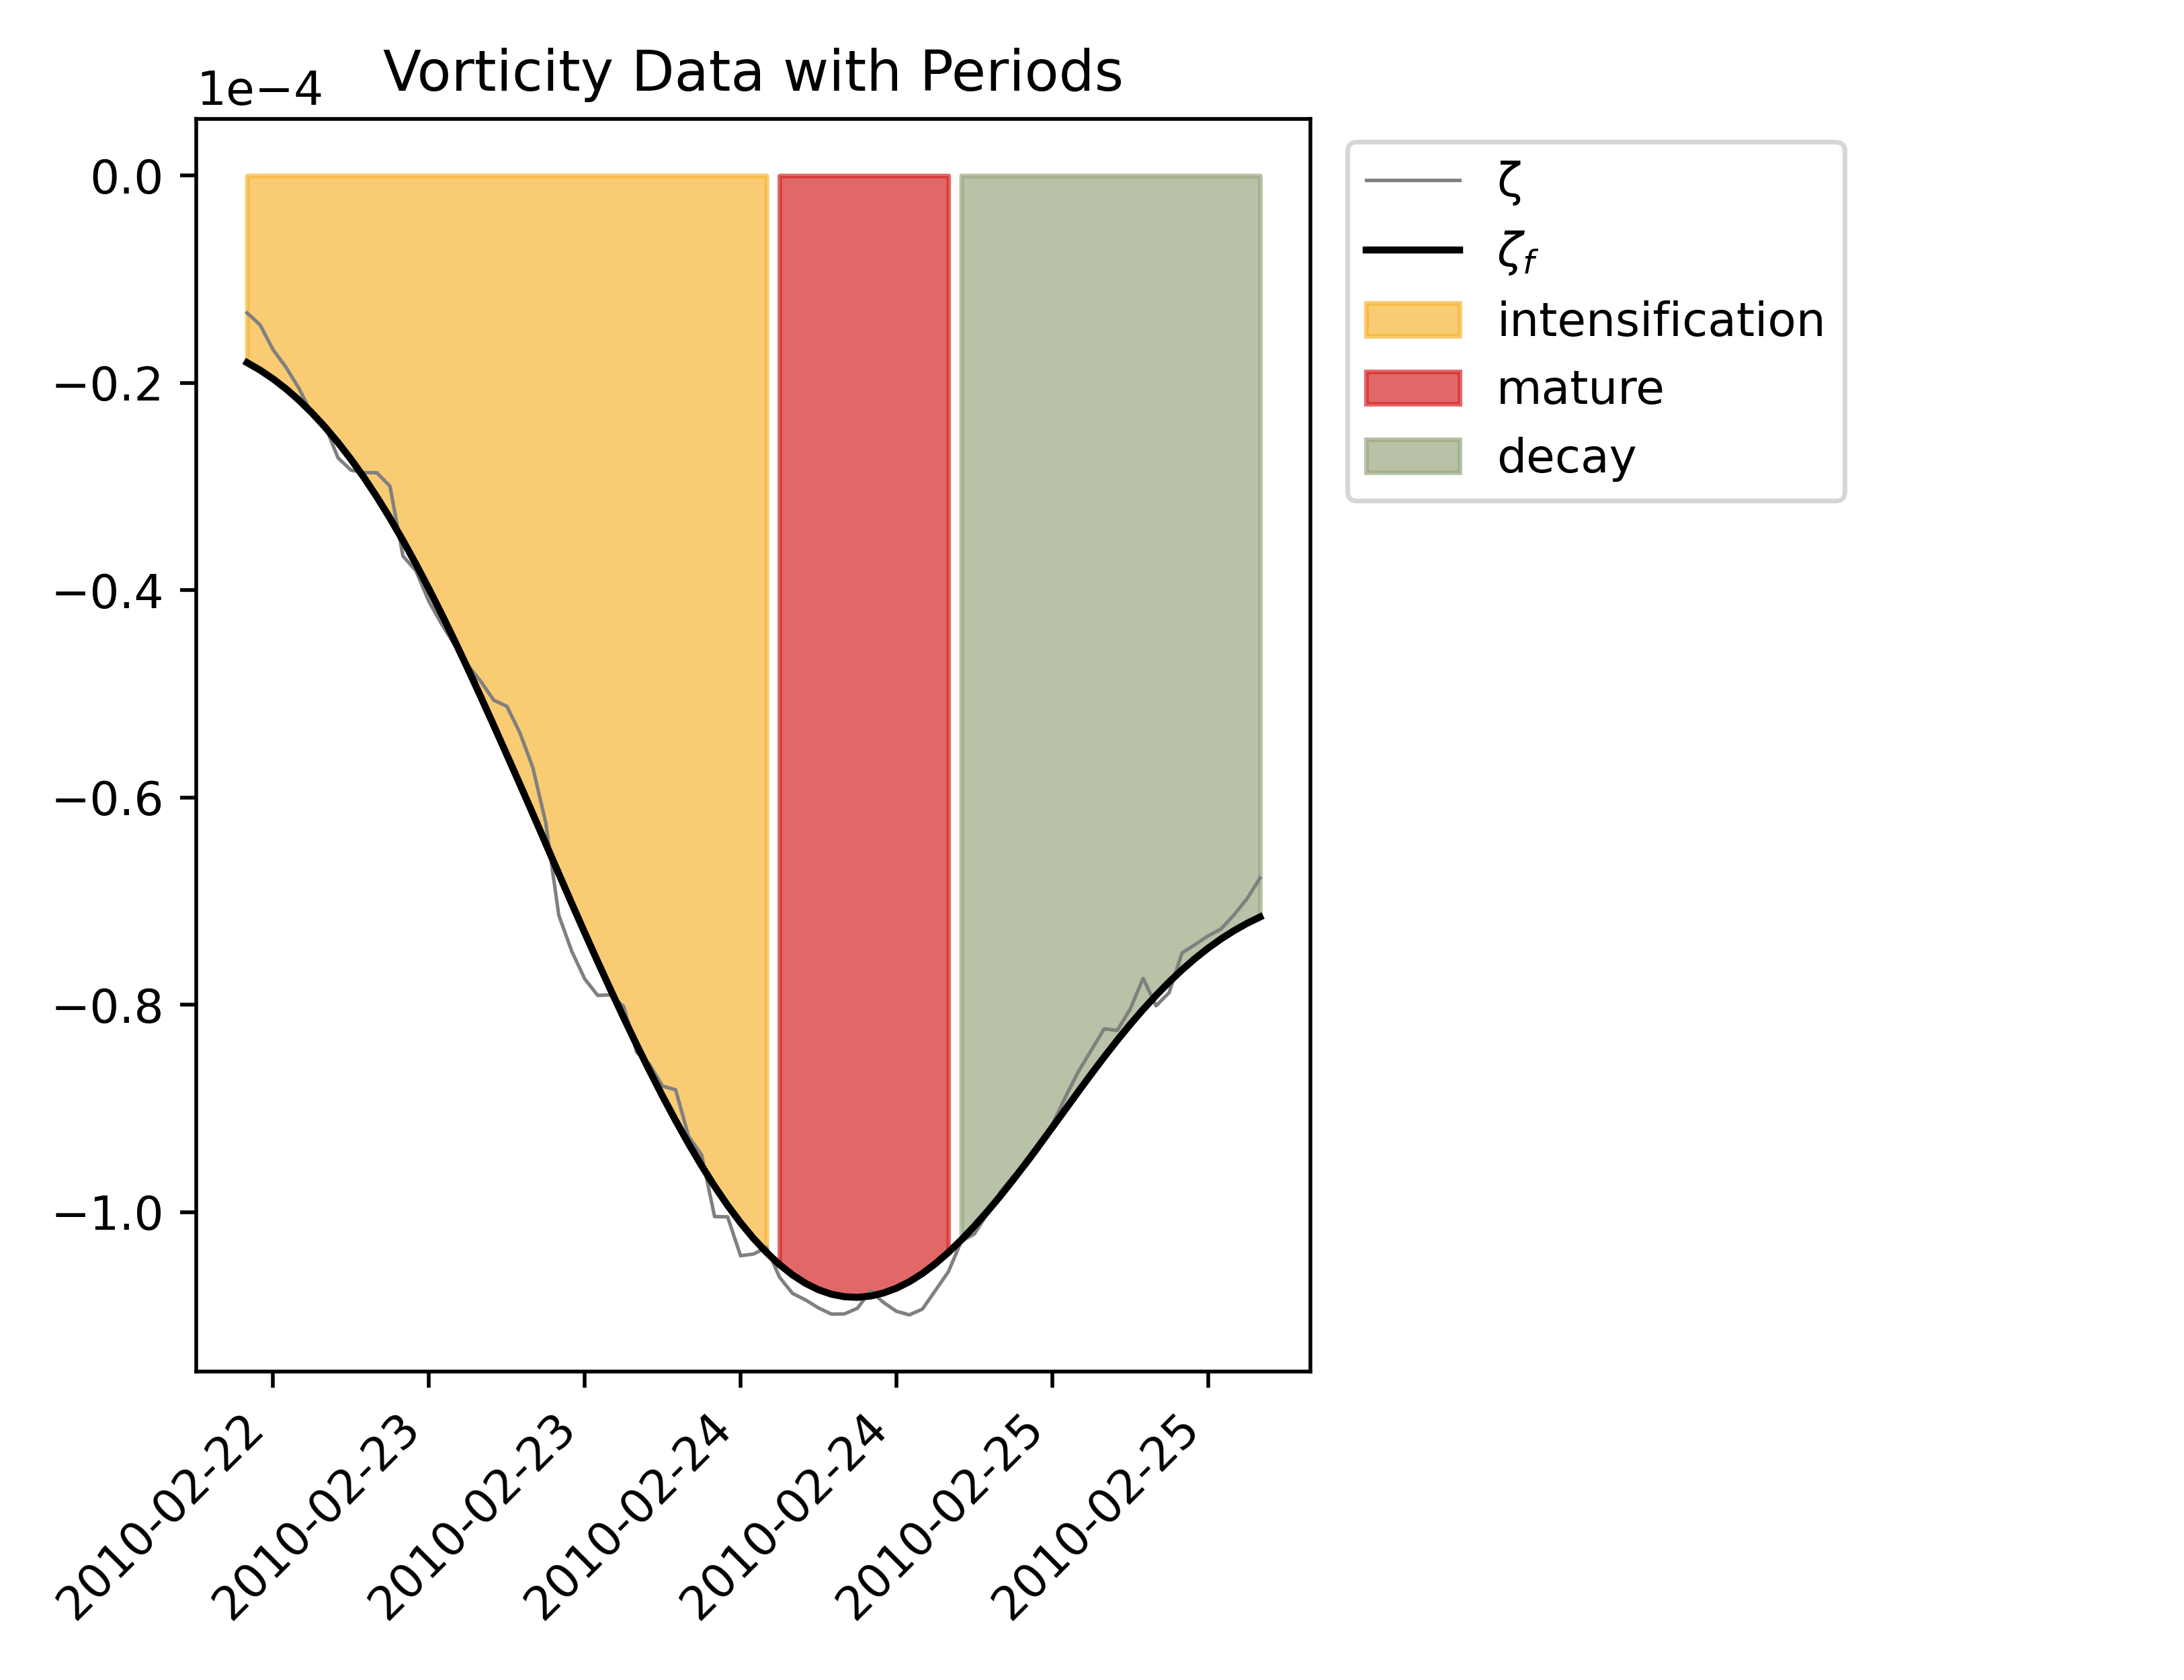 Vorticity Data with Periods
1e−4
0.0
−0.2
−0.4
−0.6
−0.8
−1.0
2010-02-22
2010-02-23
2010-02-23
2010-02-24
2010-02-24
2010-02-25
2010-02-25
ζ
ζf
intensification
mature
decay